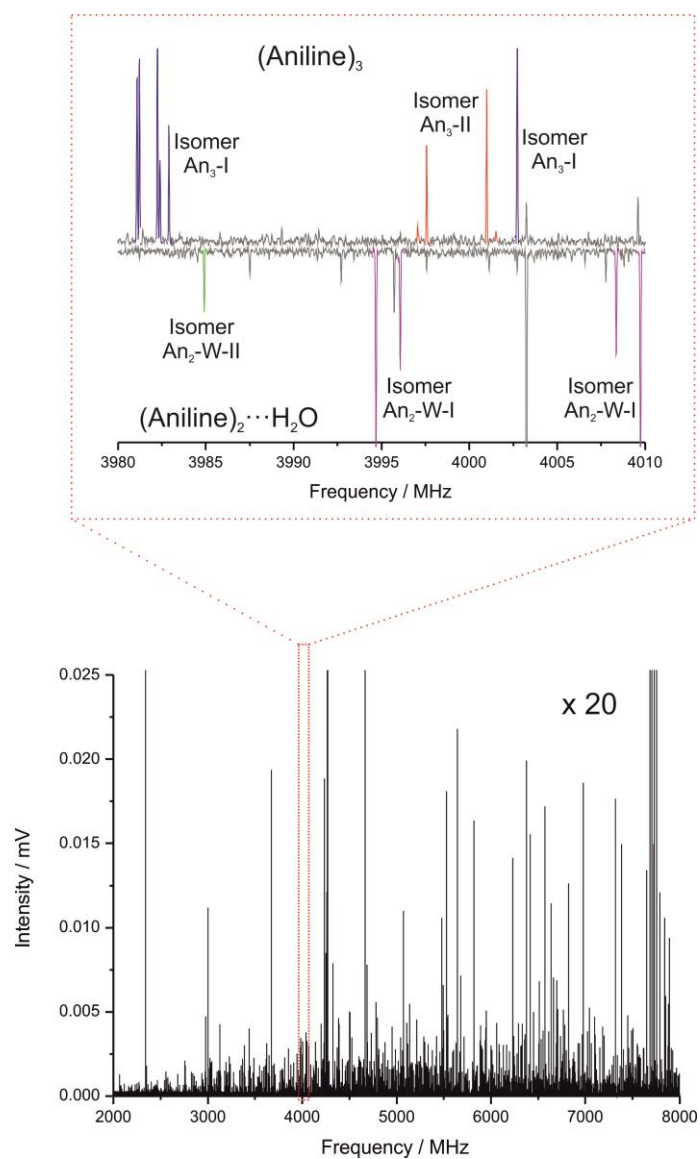 (Aniline)₃
Isomer
An₃-I
Isomer
An₃-II
Isomer
An₃-I
Isomer
An₂-W-II
Isomer
An₂-W-I
Isomer
An₂-W-I
(Aniline)₂⋯H₂O
3980 3985 3990 3995 4000 4005 4010
Frequency / MHz
x 20
0.025
0.020
0.015
0.010
0.005
0.000
Intensity / mV
2000 3000 4000 5000 6000 7000 8000
Frequency / MHz